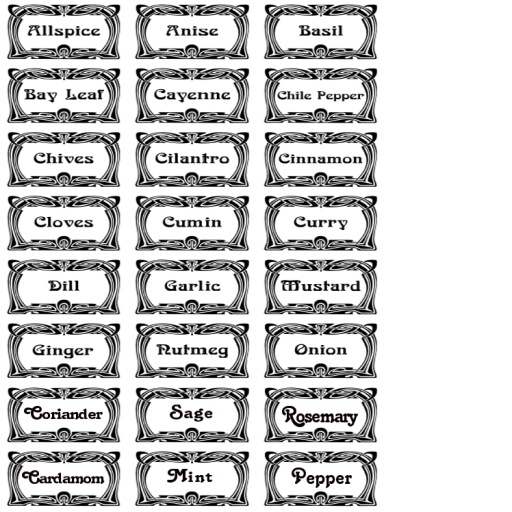 Allspice
Anise
Basil
Bay Leaf
Cayenne
Chile Pepper
Chives
Cilantro
Cinnamon
Cloves
Cumin
Curry
Dill
Garlic
Mustard
Ginger
Nutmeg
Onion
Coriander
Sage
Rosemary
Cardamom
Mint
Pepper